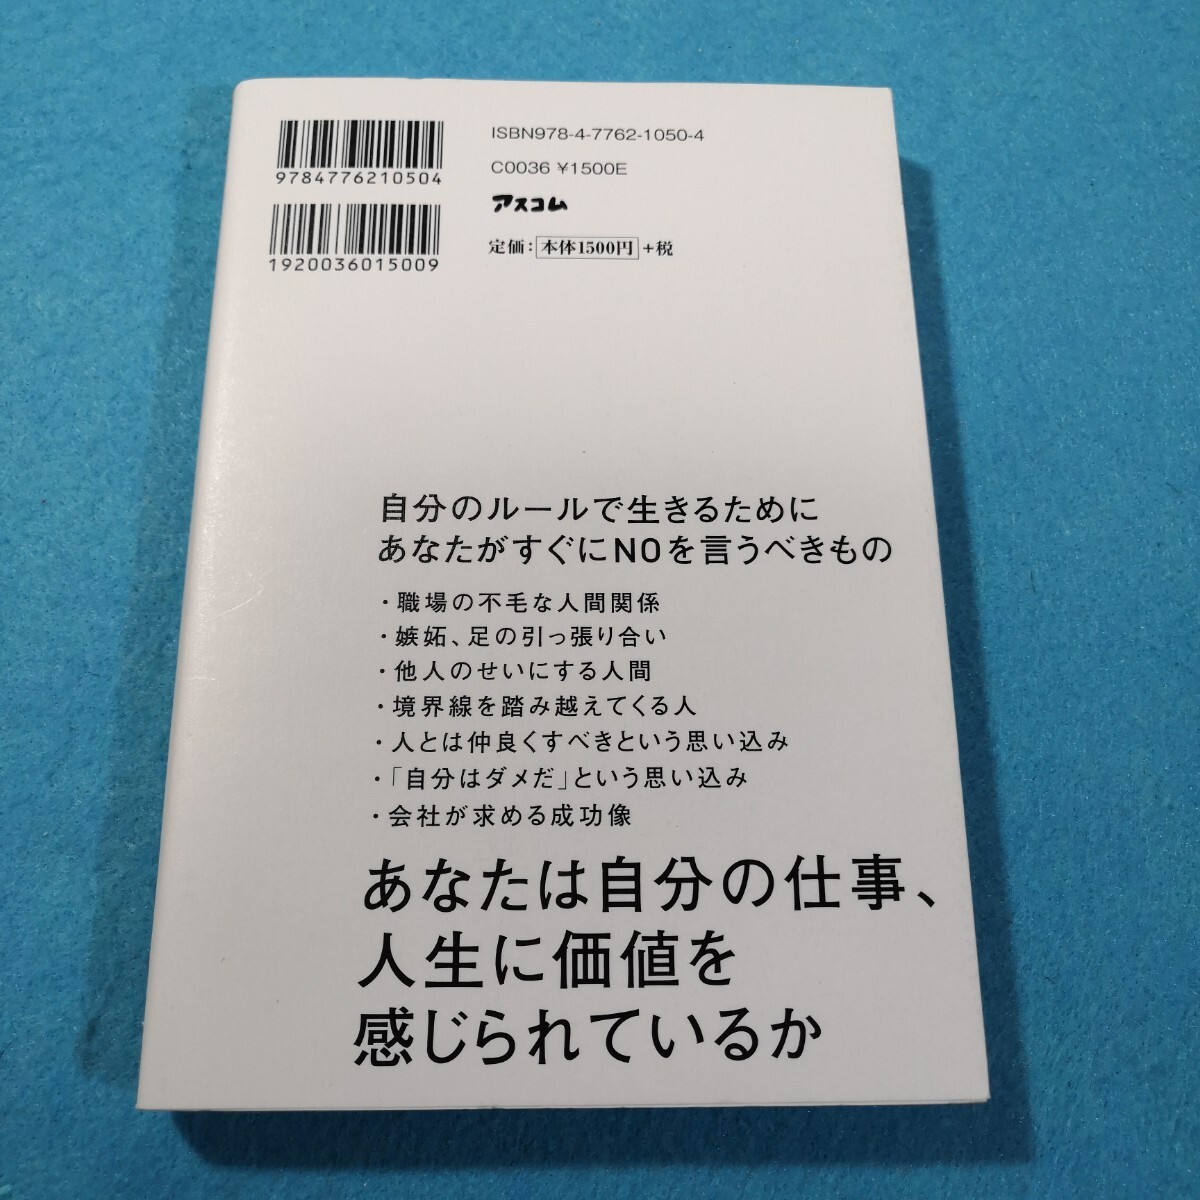 9784776210504
1920036015009
ISBN978-4-7762-1050-4
C0036 ¥1500E
アスコム
定価：本体1500円+税
自分のルールで生きるために
あなたがすぐにNOを言うべきもの
・職場の不毛な人間関係
・嫉妬、足の引っ張り合い
・他人のせいにする人間
・境界線を踏み越えてくる人
・人とは仲良くすべきという思い込み
・「自分はダメだ」という思い込み
・会社が求める成功像
あなたは自分の仕事、
人生に価値を
感じられているか